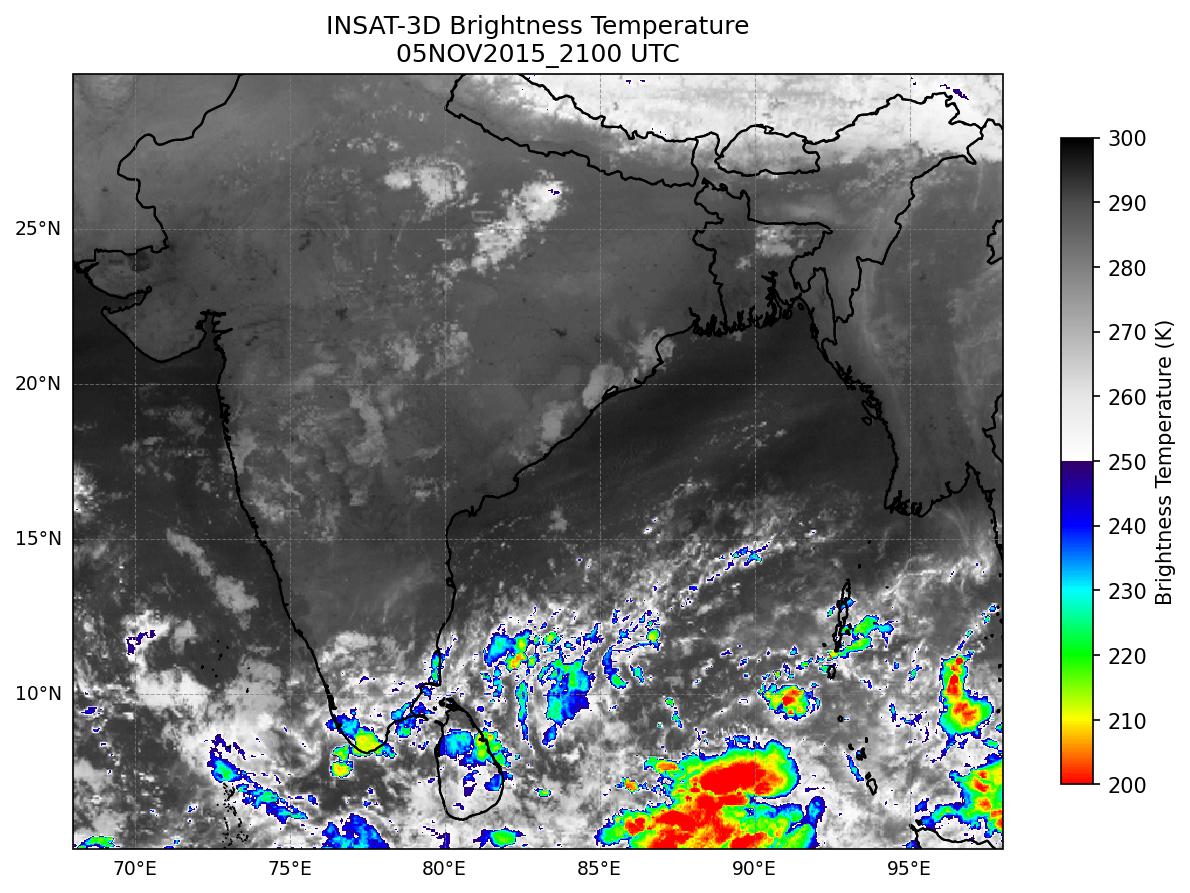 INSAT-3D Brightness Temperature
05NOV2015_2100 UTC
25°N
20°N
15°N
10°N
70°E
75°E
80°E
85°E
90°E
95°E
300
290
280
270
260
250
240
230
220
210
200
Brightness Temperature (K)